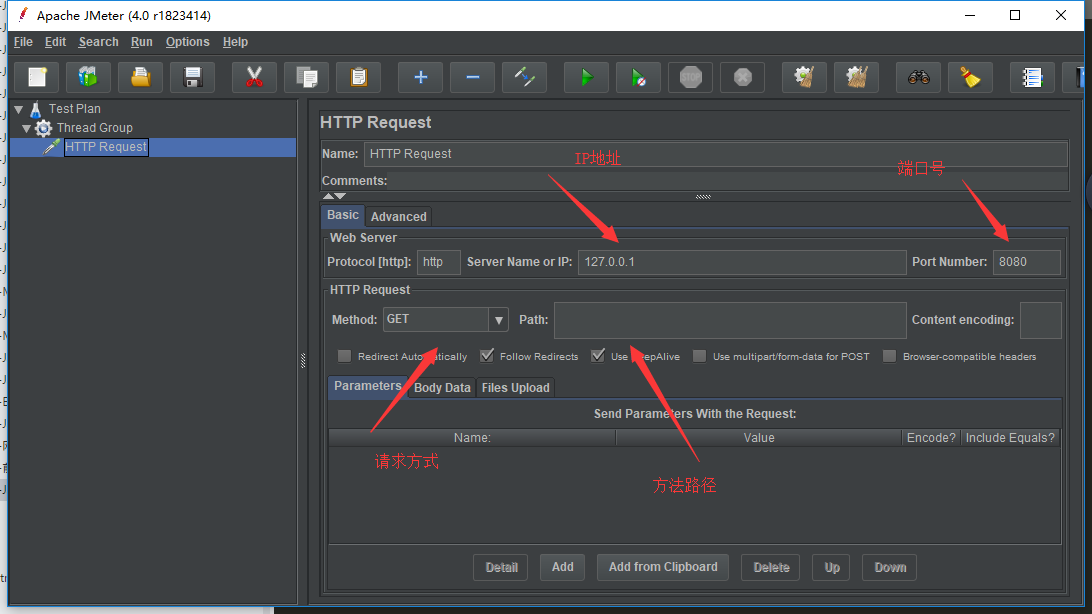 Apache JMeter (4.0 r1823414)
File Edit Search Run Options Help
STOP
Test Plan
Thread Group
HTTP Request
HTTP Request
Name: HTTP Request
IP地址
端口号
Comments:
Basic Advanced
Web Server
Protocol [http]: http Server Name or IP: 127.0.0.1 Port Number: 8080
HTTP Request
Method: GET Path: Content encoding:
Redirect Automatically Follow Redirects Use KeepAlive Use multipart/form-data for POST Browser-compatible headers
Parameters Body Data Files Upload
Send Parameters With the Request:
Name: Value Encode? Include Equals?
请求方式
方法路径
Detail Add Add from Clipboard Delete Up Down